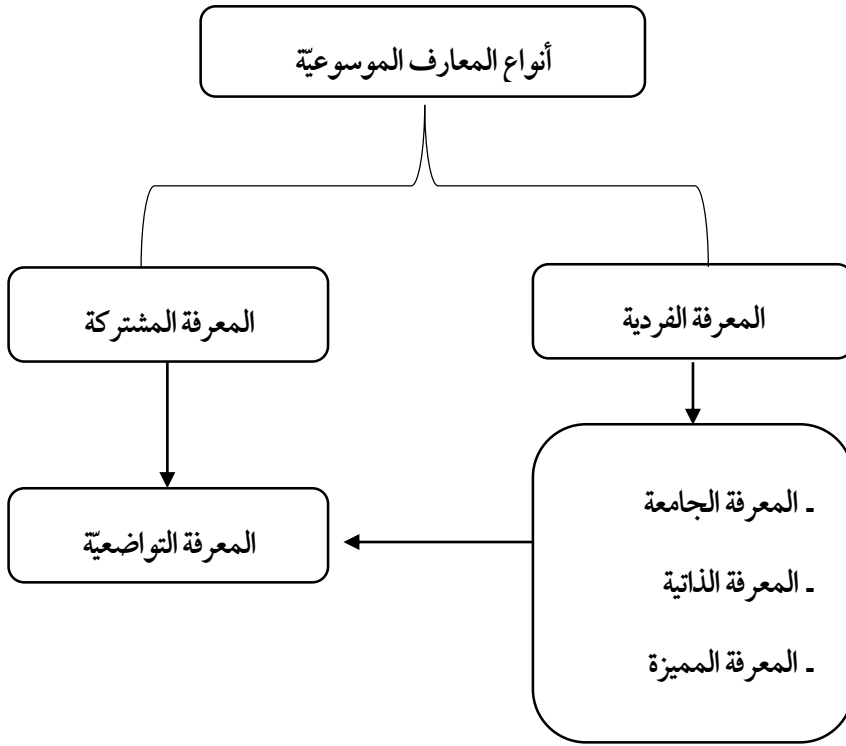 أنواع المعارف الموسوعيّة
المعرفة الفردية
المعرفة المشتركة
ـ المعرفة الجامعة
ـ المعرفة الذاتية
ـ المعرفة المميزة
المعرفة التواضعيّة